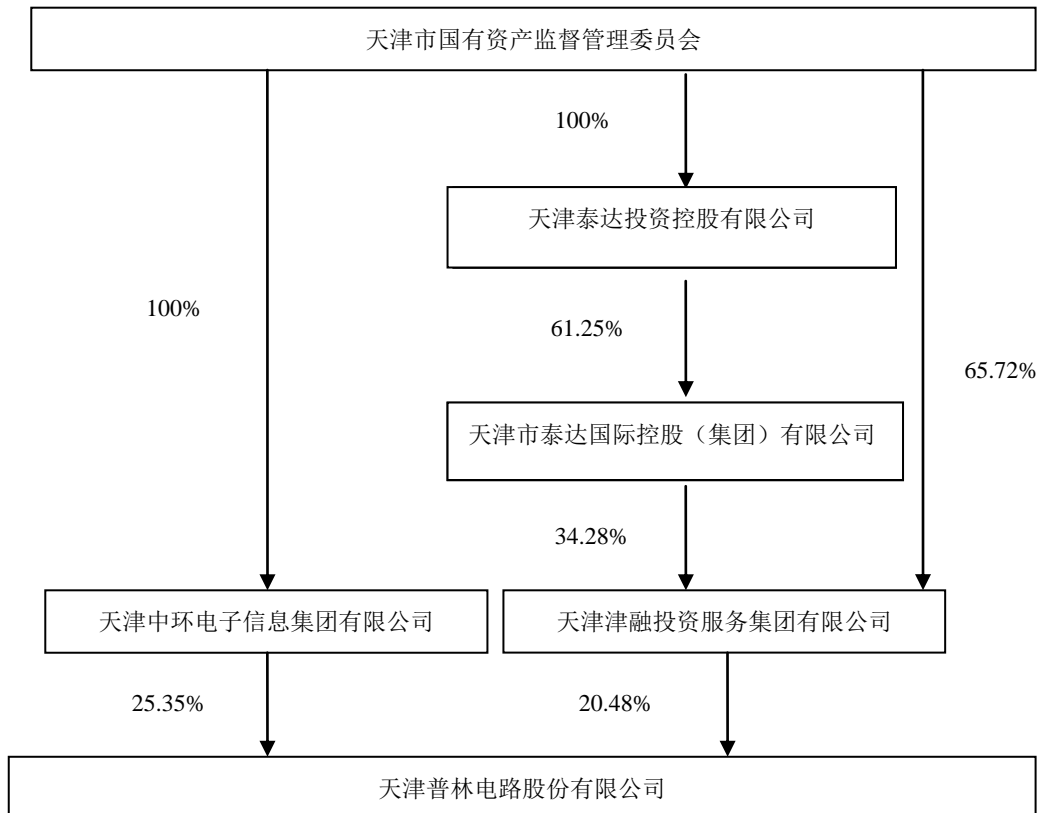 天津市国有资产监督管理委员会
100%
天津泰达投资控股有限公司
100%
61.25%
65.72%
天津市泰达国际控股（集团）有限公司
34.28%
天津中环电子信息集团有限公司
天津津融投资服务集团有限公司
25.35%
20.48%
天津普林电路股份有限公司